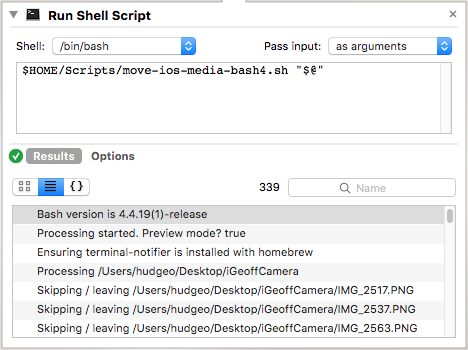 Run Shell Script
Shell: /bin/bash Pass input: as arguments
$HOME/Scripts/move-ios-media-bash4.sh "$@"
Results Options
339 Name
Bash version is 4.4.19(1)-release
Processing started. Preview mode? true
Ensuring terminal-notifier is installed with homebrew
Processing /Users/hudgeo/Desktop/iGeoffCamera
Skipping / leaving /Users/hudgeo/Desktop/iGeoffCamera/IMG_2517.PNG
Skipping / leaving /Users/hudgeo/Desktop/iGeoffCamera/IMG_2537.PNG
Skipping / leaving /Users/hudgeo/Desktop/iGeoffCamera/IMG_2563.PNG